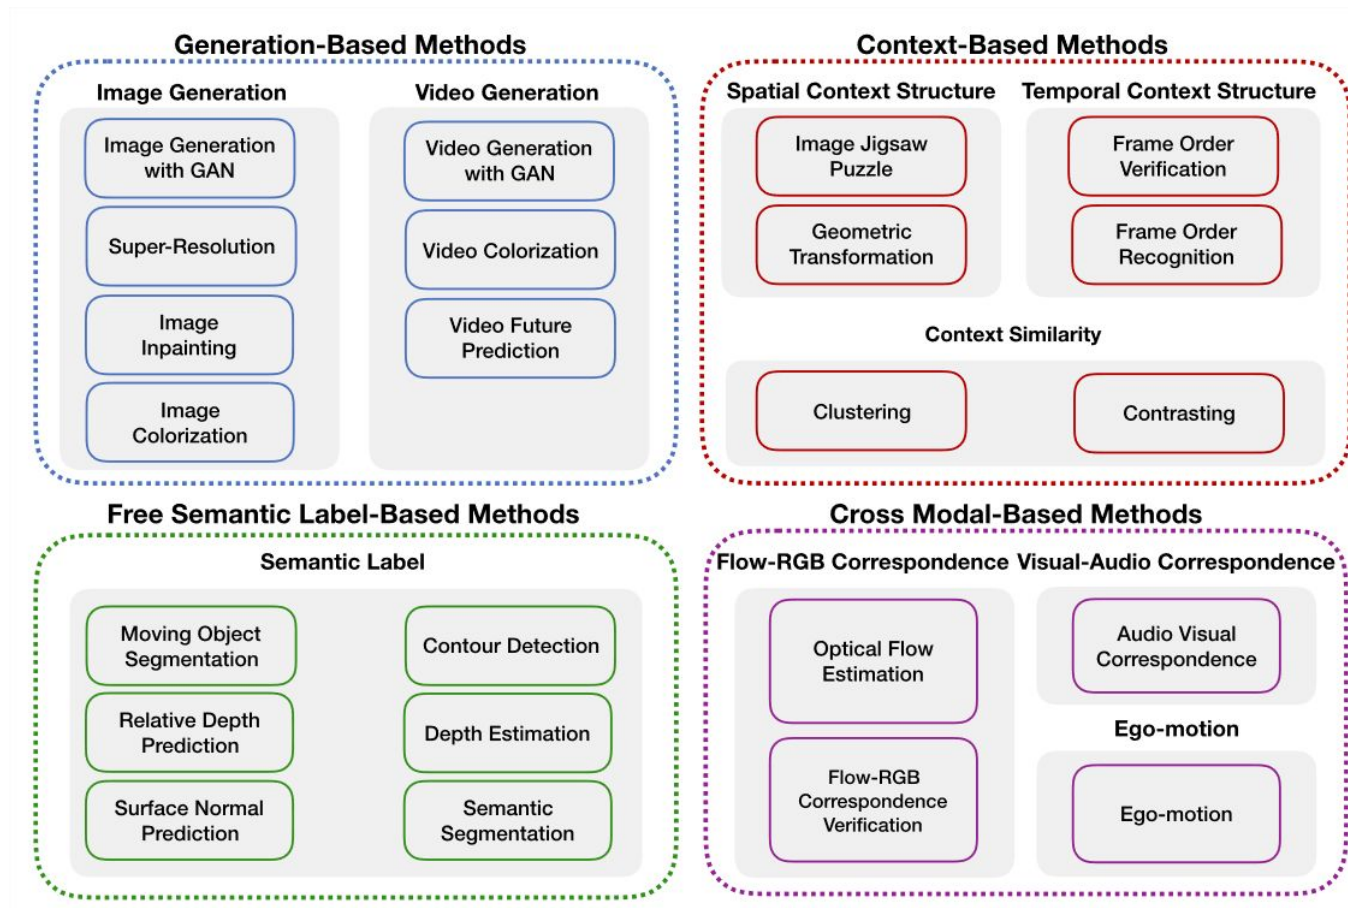 Generation-Based Methods
Image Generation
Image Generation
with GAN
Super-Resolution
Image
Inpainting
Image
Colorization
Video Generation
Video Generation
with GAN
Video Colorization
Video Future
Prediction
Context-Based Methods
Spatial Context Structure
Image Jigsaw
Puzzle
Geometric
Transformation
Temporal Context Structure
Frame Order
Verification
Frame Order
Recognition
Context Similarity
Clustering
Contrasting
Free Semantic Label-Based Methods
Semantic Label
Moving Object
Segmentation
Relative Depth
Prediction
Surface Normal
Prediction
Contour Detection
Depth Estimation
Semantic
Segmentation
Cross Modal-Based Methods
Flow-RGB Correspondence
Optical Flow
Estimation
Flow-RGB
Correspondence
Verification
Visual-Audio Correspondence
Audio Visual
Correspondence
Ego-motion
Ego-motion